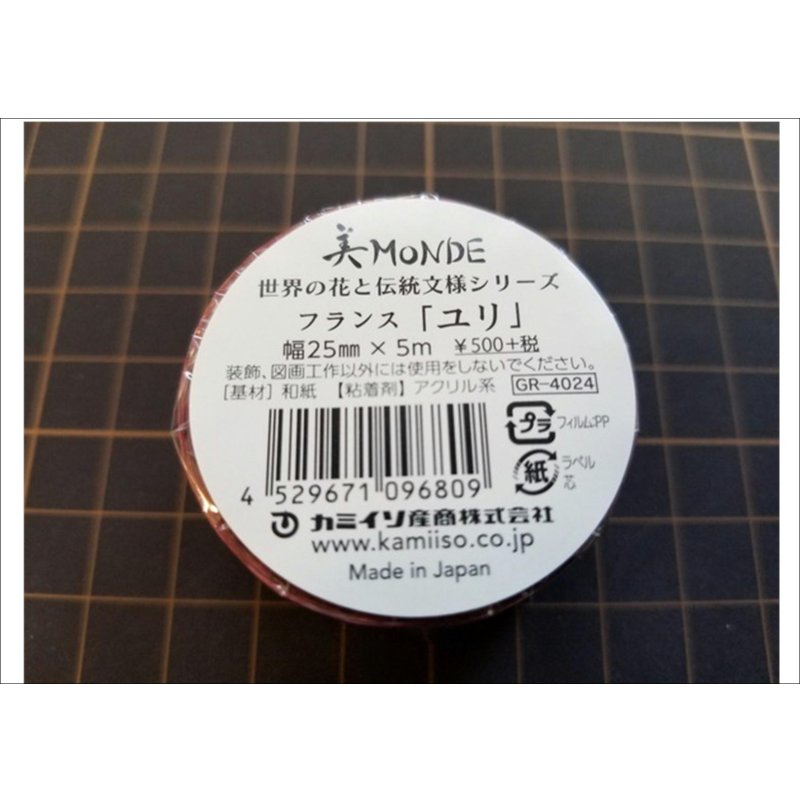 美MONDE
世界の花と伝統文様シリーズ
フランス「ユリ」
幅25㎜×5m ¥500+税
装飾、図画工作以外には使用をしないでください。
[基材]和紙 【粘着剤】アクリル系 GR-4024
プラ フィルム:PP
紙 ラベル
芯
4 529671 096809
カミイソ産商株式会社
www.kamiiso.co.jp
Made in Japan